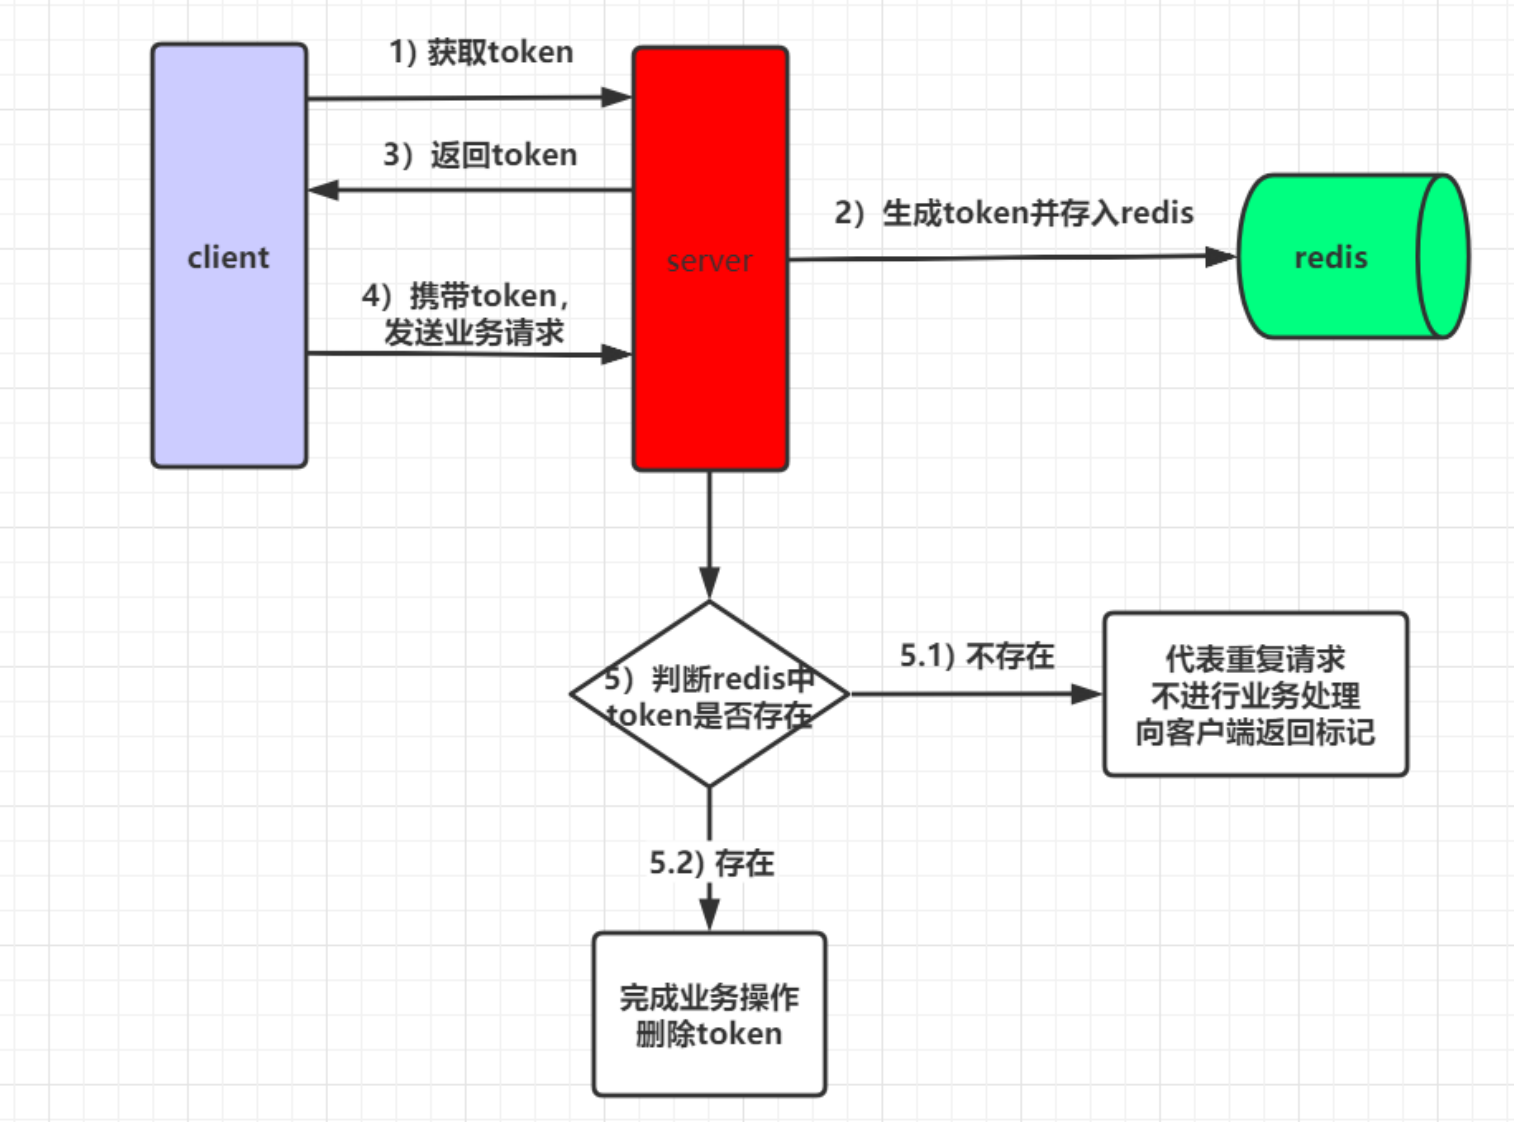 1) 获取token
3）返回token
2）生成token并存入redis
client
server
redis
4）携带token，
发送业务请求
5）判断redis中
token是否存在
5.1) 不存在
代表重复请求
不进行业务处理
向客户端返回标记
5.2) 存在
完成业务操作
删除token